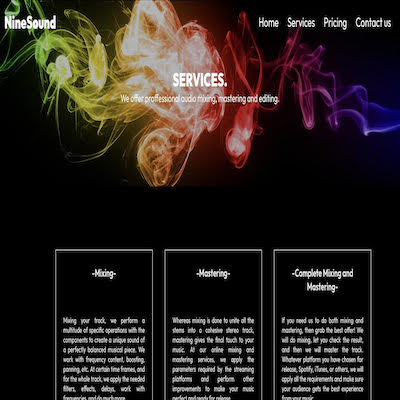 NineSound
Home Services Pricing Contact us
SERVICES.
We offer proffessional audio mixing, mastering and editing.
-Mixing-
Mixing your track, we perform a
multitude of specific operations with the
components to create a unique sound of
a perfectly balanced musical piece. We
work with frequency content, boosting,
panning, etc. At certain time frames, and
for the whole track, we apply the needed
filters, effects, delays, work with
frequencies, and do much more.
-Mastering-
Whereas mixing is done to unite all the
stems into a cohesive stereo track,
mastering gives the final touch to your
music. At our online mixing and
mastering services, we apply the
parameters required by the streaming
platforms and perform other
improvements to make your music
perfect and ready for release.
-Complete Mixing and
Mastering-
If you need us to do both mixing and
mastering, then grab the best offer! We
will do mixing, let you check the result,
and then we will master the track.
Whatever platform you have chosen for
release, Spotify, iTunes, or others, we will
apply all the requirements and make sure
your audience gets the best experience
from your music.